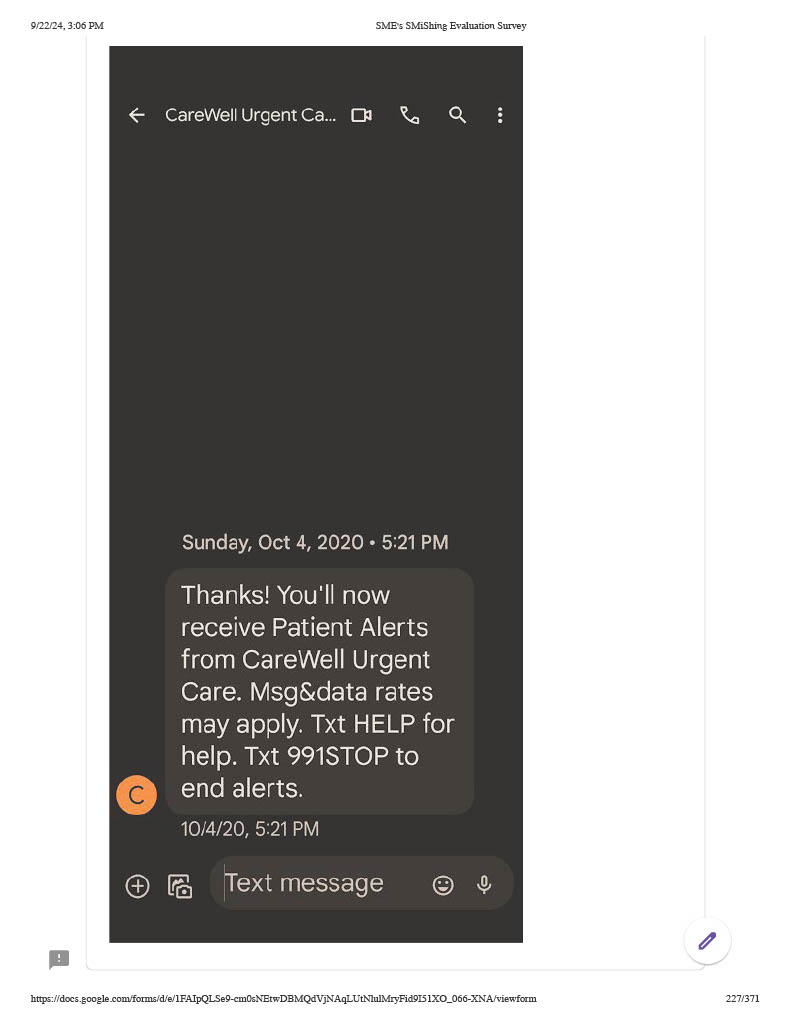 9/22/24, 3:06 PM SME's SMiShing Evaluation Survey
CareWell Urgent Ca...
Sunday, Oct 4, 2020 • 5:21 PM
Thanks! You'll now
receive Patient Alerts
from CareWell Urgent
Care. Msg&data rates
may apply. Txt HELP for
help. Txt 991STOP to
end alerts.
C
10/4/20, 5:21 PM
Text message
https://docs.google.com/forms/d/e/1FAIpQLSe9-cm0sNEtwDBMQdVjNAqLUtNlulMryFid9I51XO_066-XNA/viewform 227/371